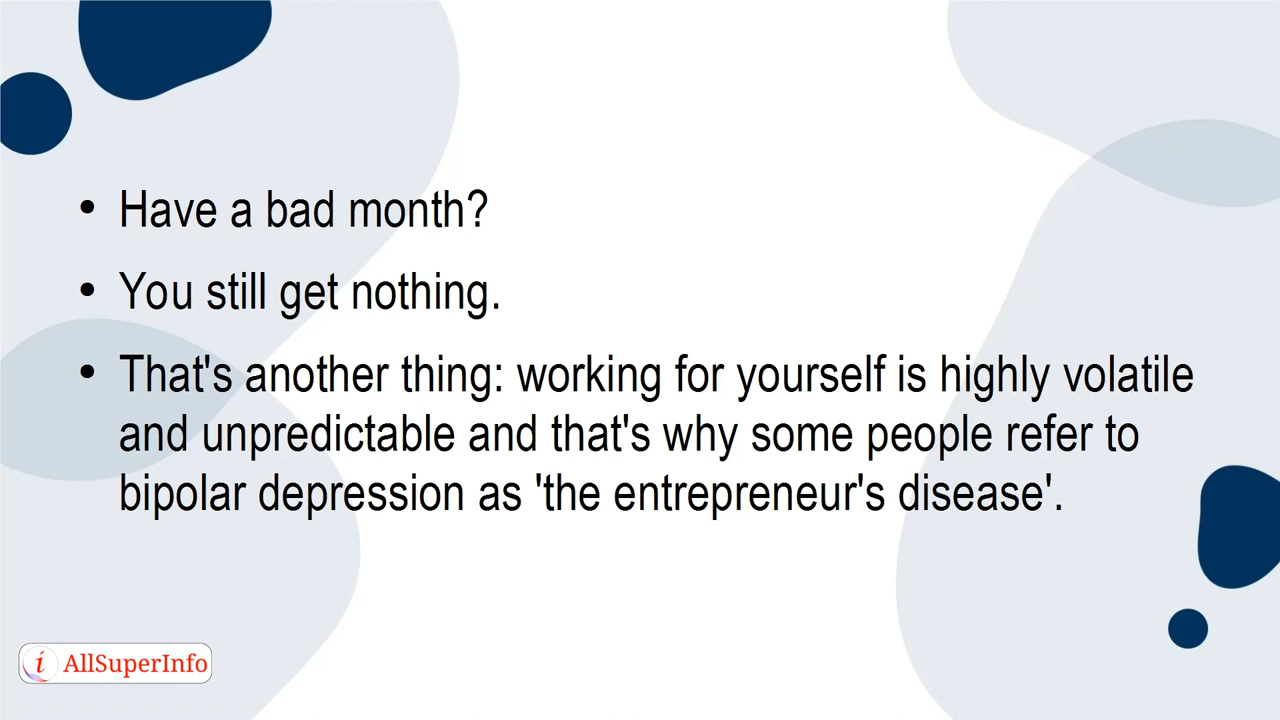 • Have a bad month?
• You still get nothing.
• That's another thing: working for yourself is highly volatile
and unpredictable and that's why some people refer to
bipolar depression as 'the entrepreneur's disease'.
i AllSuperInfo